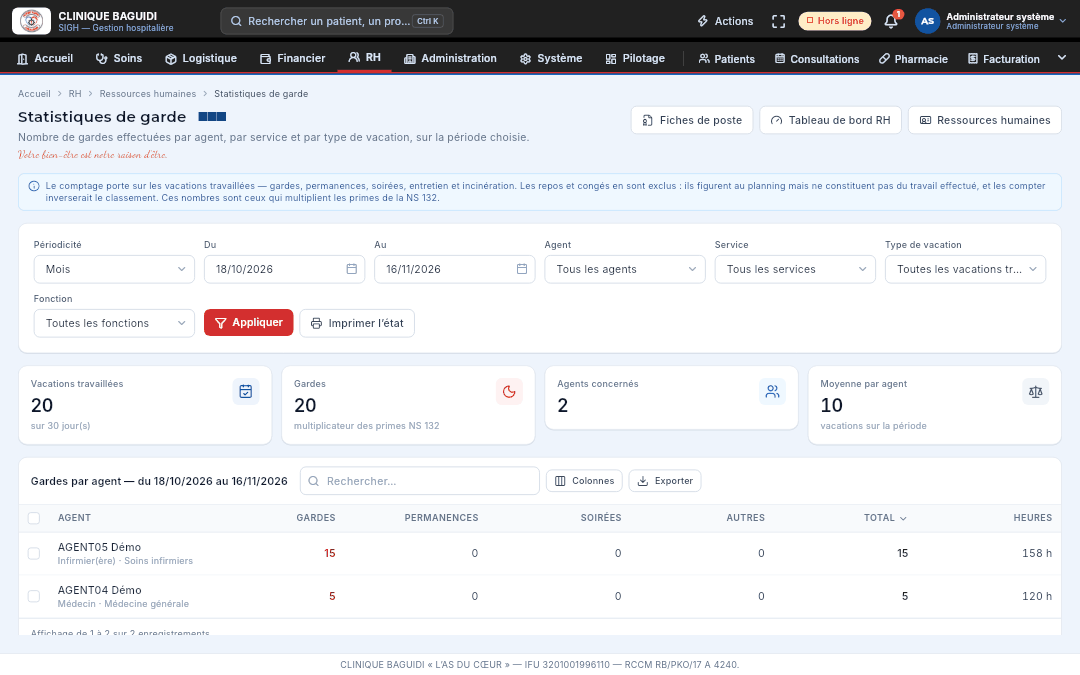 CLINIQUE BAGUIDI
SIGH — Gestion hospitalière
Rechercher un patient, un pro... Ctrl K
Actions
Hors ligne
1
AS
Administrateur système
Administrateur système
Accueil Soins Logistique Financier RH Administration Système Pilotage Patients Consultations Pharmacie Facturation
Accueil > RH > Ressources humaines > Statistiques de garde
Statistiques de garde
Nombre de gardes effectuées par agent, par service et par type de vacation, sur la période choisie.
Votre bien-être est notre raison d'être.
Fiches de poste Tableau de bord RH Ressources humaines
Le comptage porte sur les vacations travaillées — gardes, permanences, soirées, entretien et incinération. Les repos et congés en sont exclus : ils figurent au planning mais ne constituent pas du travail effectué, et les compter
inverserait le classement. Ces nombres sont ceux qui multiplient les primes de la NS 132.
Périodicité Du Au Agent Service Type de vacation
Mois 18/10/2026 16/11/2026 Tous les agents Tous les services Toutes les vacations tr...
Fonction
Toutes les fonctions Appliquer Imprimer l'état
Vacations travaillées
20
sur 30 jour(s)
Gardes
20
multiplicateur des primes NS 132
Agents concernés
2
Moyenne par agent
10
vacations sur la période
Gardes par agent — du 18/10/2026 au 16/11/2026 Rechercher... Colonnes Exporter
AGENT GARDES PERMANENCES SOIRÉES AUTRES TOTAL HEURES
AGENT05 Démo 15 0 0 0 15 158 h
Infirmier(ère) · Soins infirmiers
AGENT04 Démo 5 0 0 0 5 120 h
Médecin · Médecine générale
Affichage de 1 à 2 sur 2 enregistrements
CLINIQUE BAGUIDI « L'AS DU CŒUR » — IFU 3201001996110 — RCCM RB/PKO/17 A 4240.